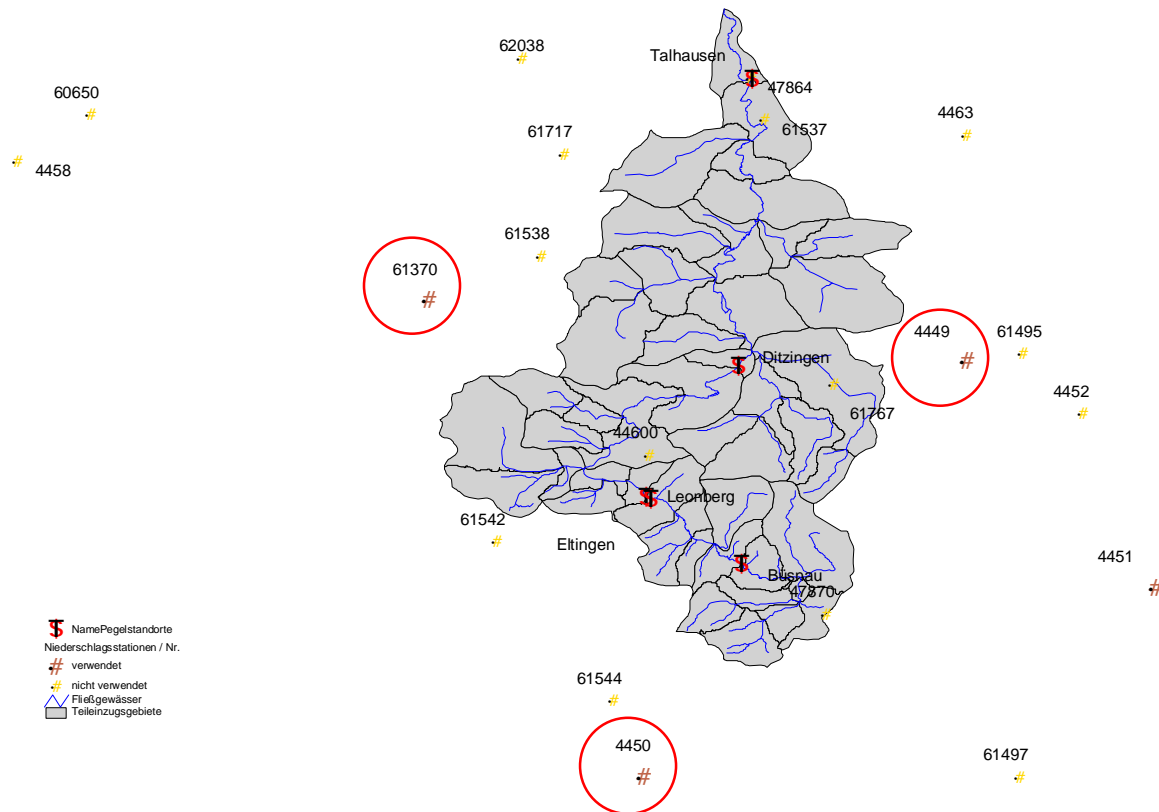 62038
Talhausen
60650
47864
4463
61717
61537
4458
61538
61370
4449
61495
Ditzingen
4452
61767
44600
Leonberg
61542
Eltingen
4451
Büsnau
47870
NamePegelstandorte
Niederschlagsstationen / Nr.
verwendet
nicht verwendet
Fließgewässer
Teileinzugsgebiete
61544
4450
61497